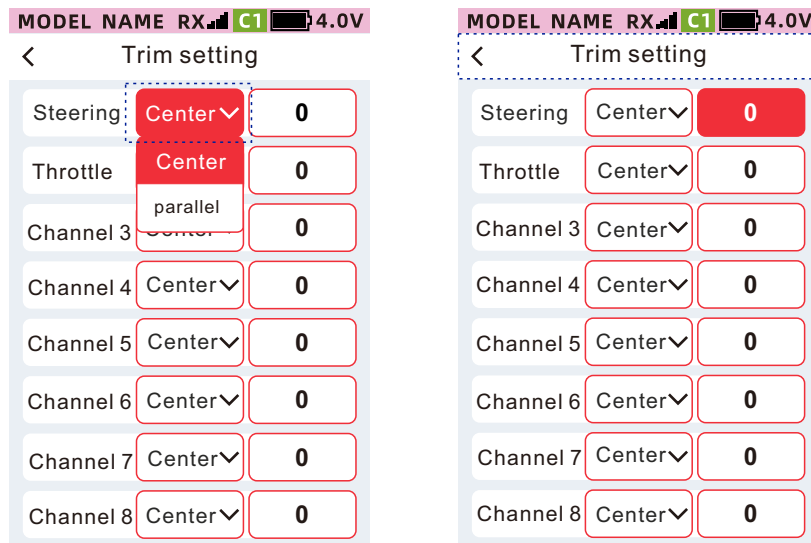 MODEL NAME RX C1 4.0V
Trim setting
Steering Center 0
Center
Throttle 0
parallel
Channel 3 0
Channel 4 Center 0
Channel 5 Center 0
Channel 6 Center 0
Channel 7 Center 0
Channel 8 Center 0
MODEL NAME RX C1 4.0V
Trim setting
Steering Center 0
Throttle Center 0
Channel 3 Center 0
Channel 4 Center 0
Channel 5 Center 0
Channel 6 Center 0
Channel 7 Center 0
Channel 8 Center 0